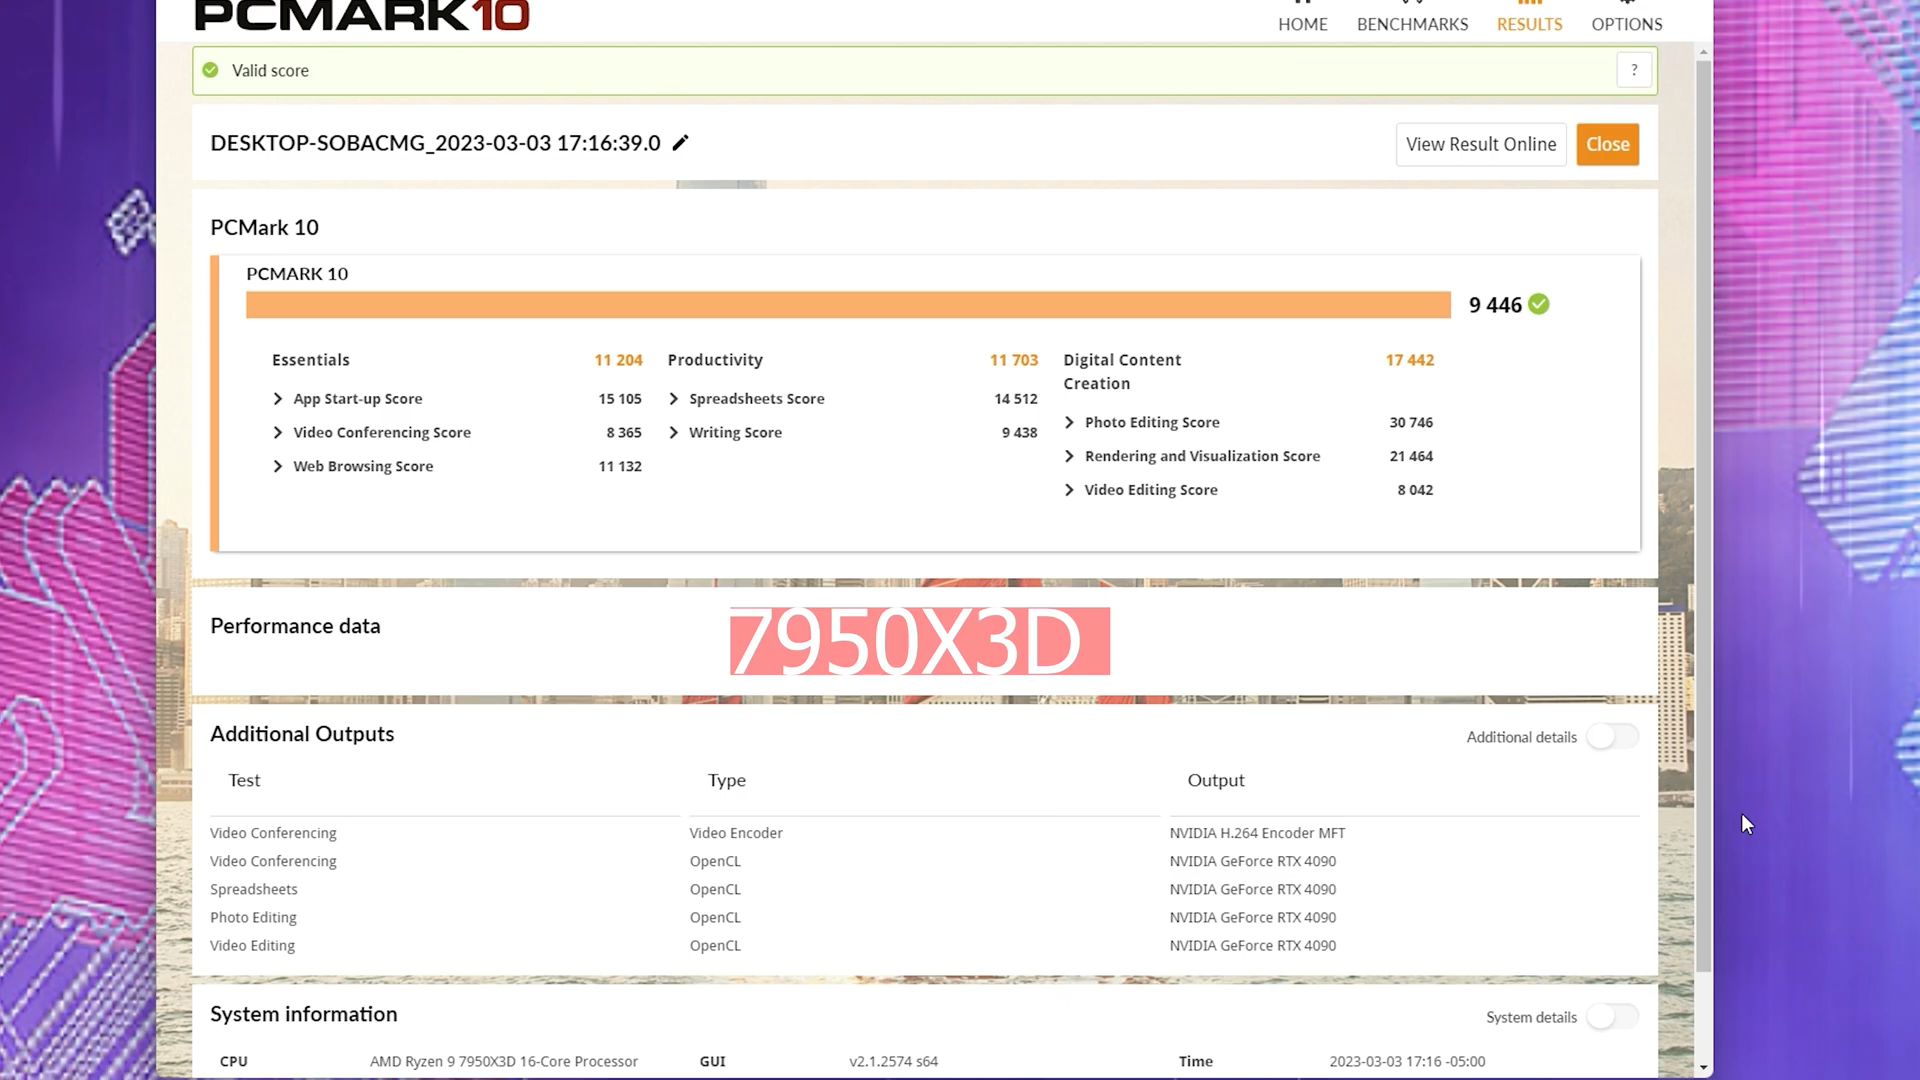 PCMARK10
HOME BENCHMARKS RESULTS OPTIONS
Valid score ?
DESKTOP-SOBACMG_2023-03-03 17:16:39.0 View Result Online Close
PCMark 10
PCMARK 10
9 446
Essentials 11 204 Productivity 11 703 Digital Content Creation 17 442
App Start-up Score 15 105 Spreadsheets Score 14 512 Photo Editing Score 30 746
Video Conferencing Score 8 365 Writing Score 9 438 Rendering and Visualization Score 21 464
Web Browsing Score 11 132 Video Editing Score 8 042
Performance data 7950X3D
Additional Outputs Additional details
Test Type Output
Video Conferencing Video Encoder NVIDIA H.264 Encoder MFT
Video Conferencing OpenCL NVIDIA GeForce RTX 4090
Spreadsheets OpenCL NVIDIA GeForce RTX 4090
Photo Editing OpenCL NVIDIA GeForce RTX 4090
Video Editing OpenCL NVIDIA GeForce RTX 4090
System information System details
CPU AMD Ryzen 9 7950X3D 16-Core Processor GUI v2.1.2574 s64 Time 2023-03-03 17:16 -05:00